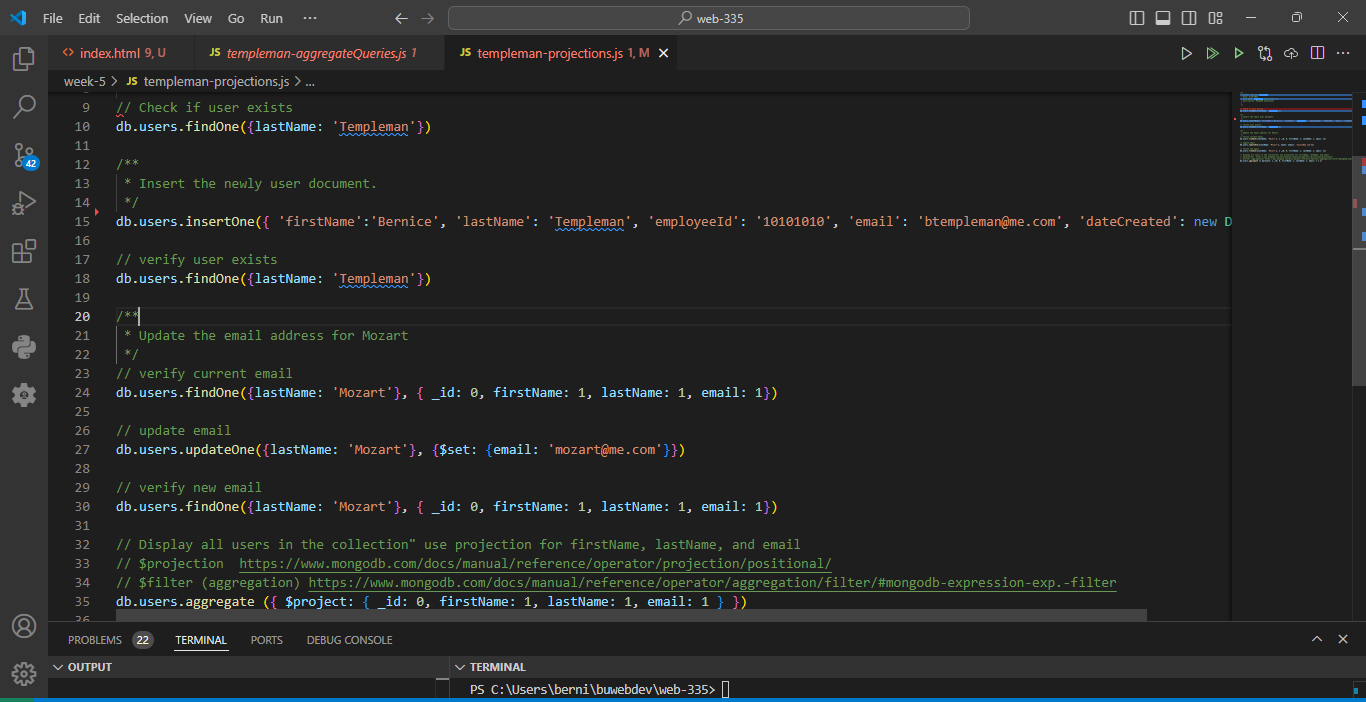 File Edit Selection View Go Run ··· web-335
index.html 9, U JS templeman-aggregateQueries.js 1 JS templeman-projections.js 1, M
week-5 > JS templeman-projections.js > ...
9 // Check if user exists
10 db.users.findOne({lastName: 'Templeman'})
11
12 /**
13 * Insert the newly user document.
14 */
15 db.users.insertOne({ 'firstName':'Bernice', 'lastName': 'Templeman', 'employeeId': '10101010', 'email': 'btempleman@me.com', 'dateCreated': new D
16
17 // verify user exists
18 db.users.findOne({lastName: 'Templeman'})
19
20 /**
21 * Update the email address for Mozart
22 */
23 // verify current email
24 db.users.findOne({lastName: 'Mozart'}, { _id: 0, firstName: 1, lastName: 1, email: 1})
25
26 // update email
27 db.users.updateOne({lastName: 'Mozart'}, {$set: {email: 'mozart@me.com'}})
28
29 // verify new email
30 db.users.findOne({lastName: 'Mozart'}, { _id: 0, firstName: 1, lastName: 1, email: 1})
31
32 // Display all users in the collection" use projection for firstName, lastName, and email
33 // $projection  https://www.mongodb.com/docs/manual/reference/operator/projection/positional/
34 // $filter (aggregation) https://www.mongodb.com/docs/manual/reference/operator/aggregation/filter/#mongodb-expression-exp.-filter
35 db.users.aggregate ({ $project: { _id: 0, firstName: 1, lastName: 1, email: 1 } })
36
42
PROBLEMS 22 TERMINAL PORTS DEBUG CONSOLE
OUTPUT TERMINAL
PS C:\Users\berni\buwebdev\web-335>